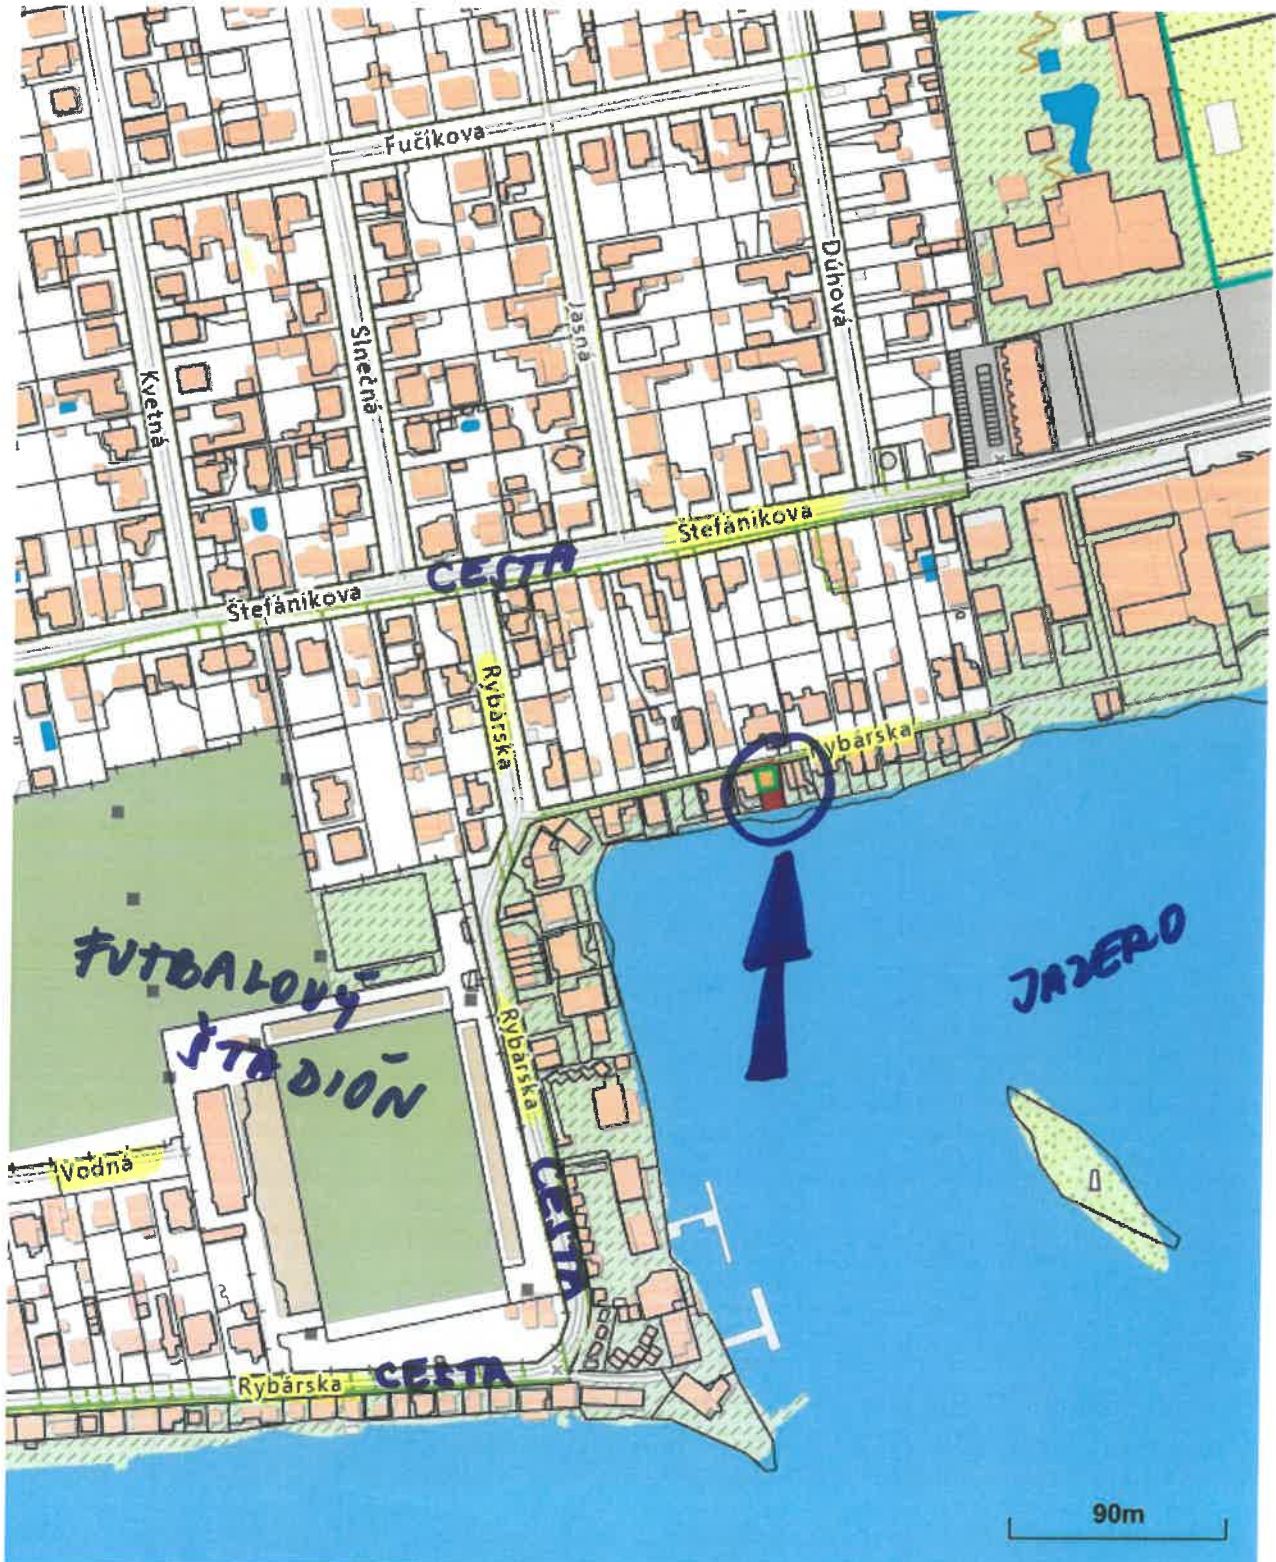 Fučíkova
Dúhová
Jasná
Slnečná
Kvetná
Štefánikova
CESTA
Štefánikova
Rybárska
Rybárska
JAZERO
FUTBALOVÝ
ŠTADIÓN
Rybárska
Vodná
CESTA
Rybárska
CESTA
90m